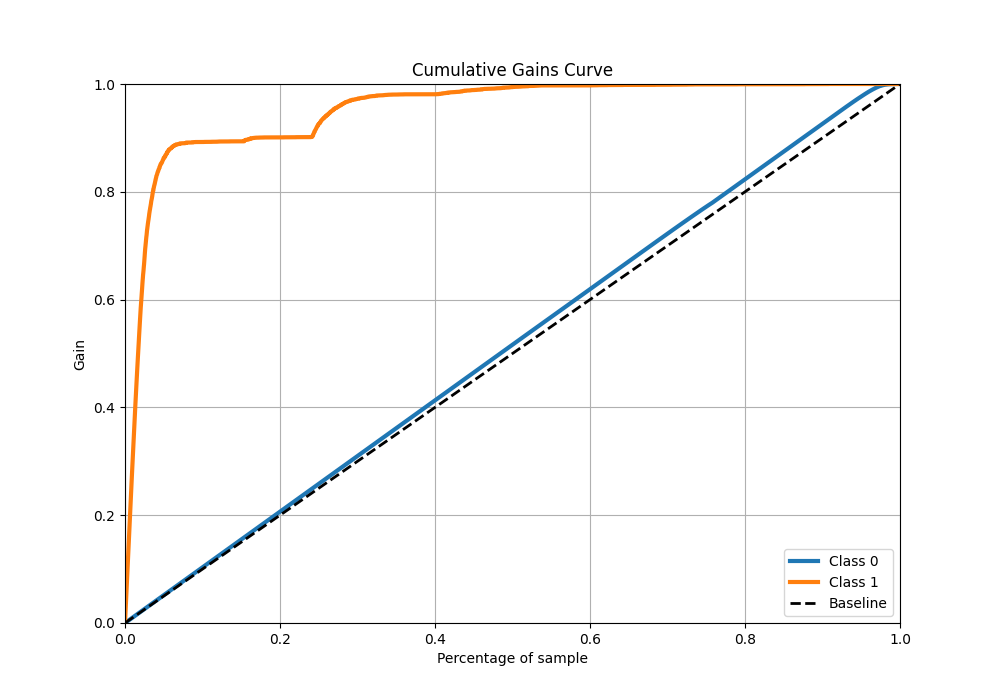 Cumulative Gains Curve
1.0
0.8
0.6
0.4
0.2
0.0
Gain
0.0 0.2 0.4 0.6 0.8 1.0
Percentage of sample
Class 0
Class 1
Baseline